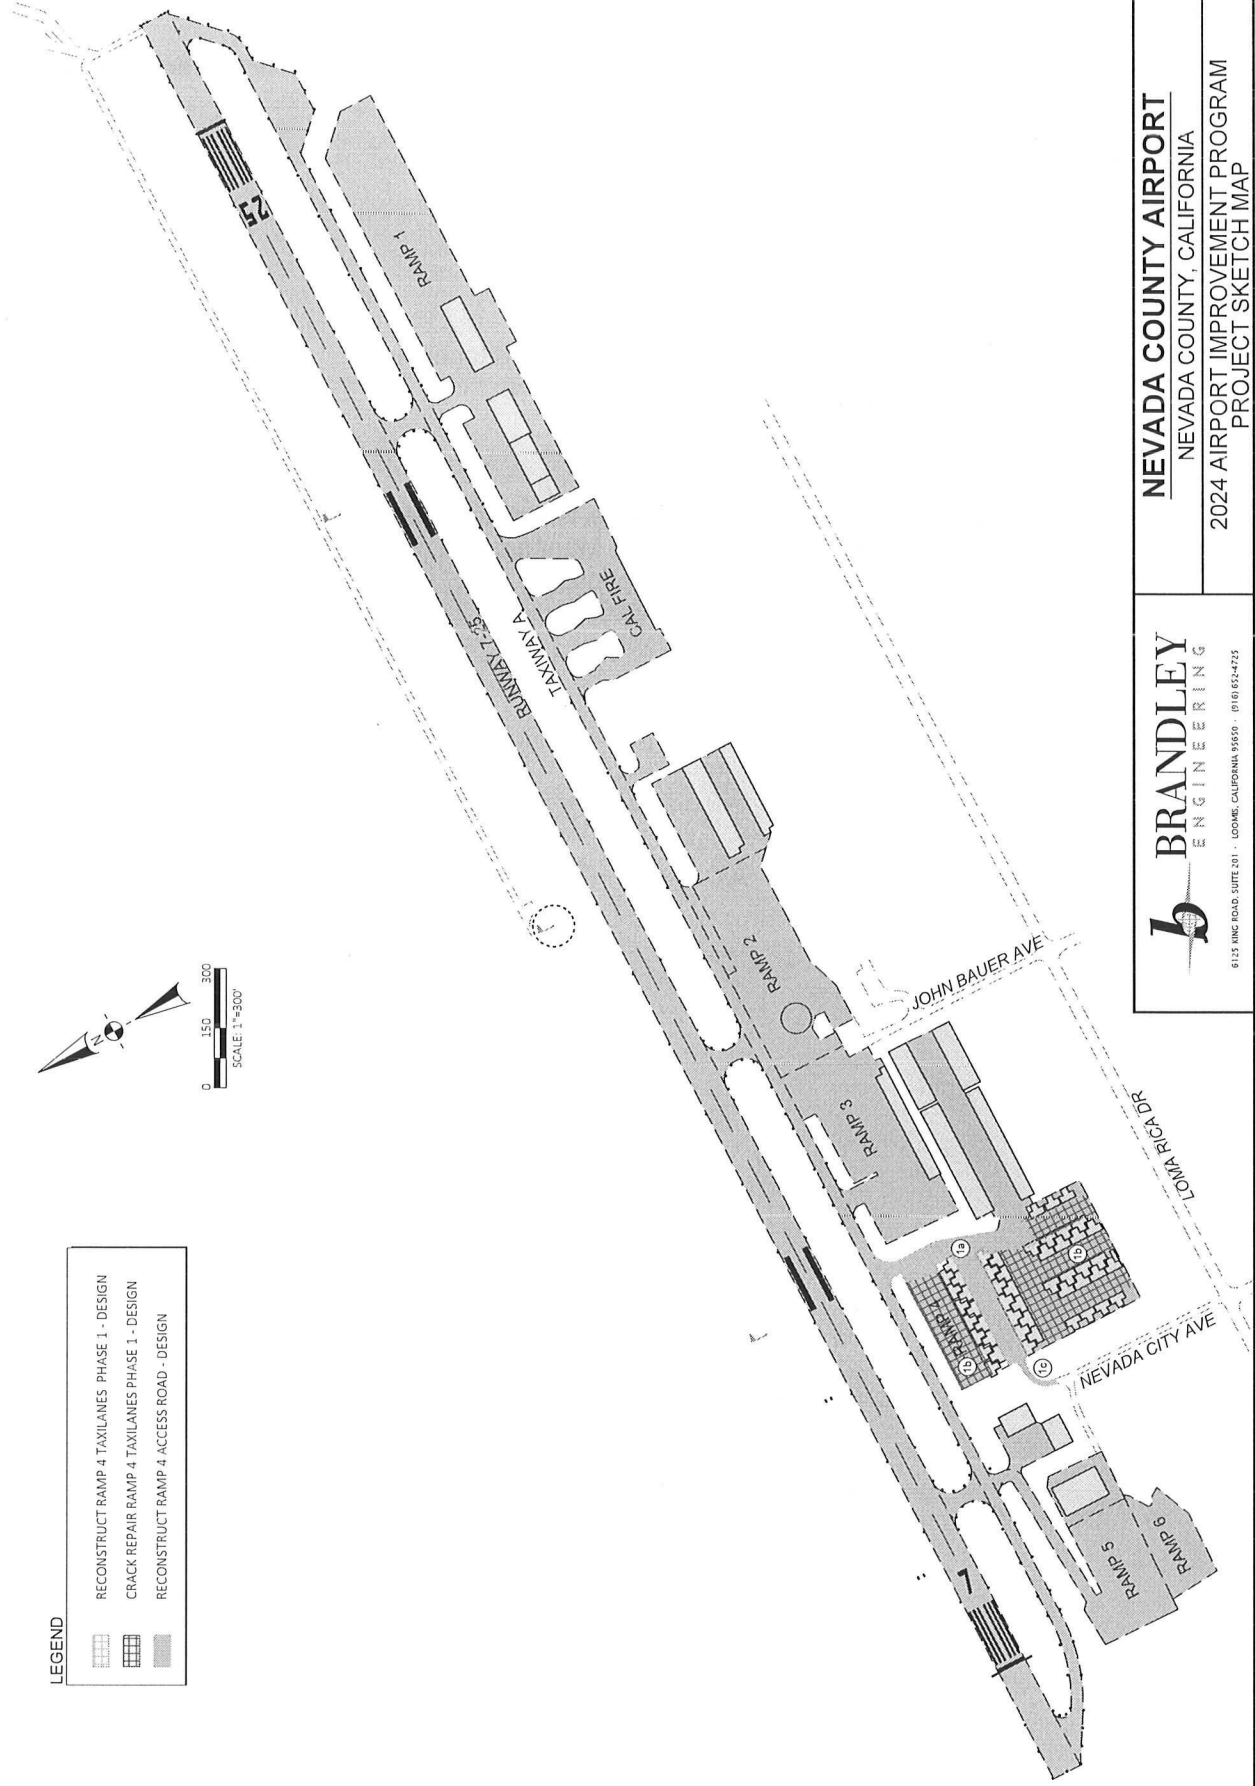 LEGEND
RECONSTRUCT RAMP 4 TAXILANES PHASE 1 - DESIGN
CRACK REPAIR RAMP 4 TAXILANES PHASE 1 - DESIGN
RECONSTRUCT RAMP 4 ACCESS ROAD - DESIGN
N
0 150 300
SCALE: 1"=300'
25
RAMP 1
RUNWAY 7-25
TAXIWAY A
CAL FIRE
RAMP 2
JOHN BAUER AVE
RAMP 3
LOMA RICA DR
1a
1b
RAMP 4
1b
1c
NEVADA CITY AVE
7
RAMP 5
RAMP 6
b BRANDLEY
ENGINEERING
6125 KING ROAD, SUITE 201 - LOOMIS, CALIFORNIA 95650 - (916) 652-4725
NEVADA COUNTY AIRPORT
NEVADA COUNTY, CALIFORNIA
2024 AIRPORT IMPROVEMENT PROGRAM
PROJECT SKETCH MAP